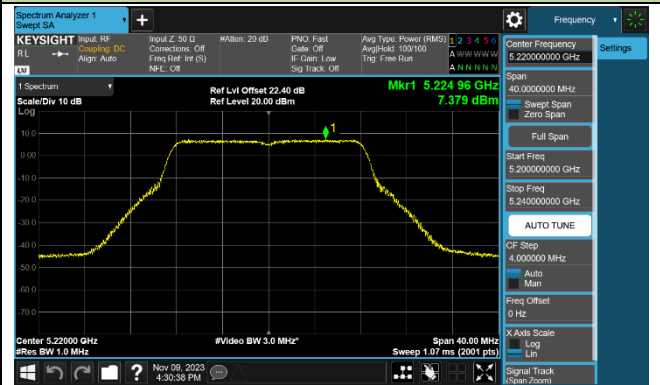 Spectrum Analyzer 1
Swept SA
Frequency
KEYSIGHT
RL
LXI
Input: RF
Coupling: DC
Align: Auto
Input Z: 50 Ω
Corrections: Off
Freq Ref: Int (S)
NFE: Off
#Atten: 20 dB
PNO: Fast
Gate: Off
IF Gain: Low
Sig Track: Off
Avg Type: Power (RMS)
Avg|Hold: 100/100
Trig: Free Run
1 2 3 4 5 6
A W W W W W
A N N N N N
1 Spectrum
Scale/Div 10 dB
Log
Ref Lvl Offset 22.40 dB
Ref Level 20.00 dBm
Mkr1 5.224 96 GHz
7.379 dBm
1
10.0
0.00
-10.0
-20.0
-30.0
-40.0
-50.0
-60.0
-70.0
Center 5.22000 GHz
#Res BW 1.0 MHz
#Video BW 3.0 MHz*
Span 40.00 MHz
Sweep 1.07 ms (2001 pts)
Nov 09, 2023
4:30:38 PM
Settings
Center Frequency
5.220000000 GHz
Span
40.0000000 MHz
Swept Span
Zero Span
Full Span
Start Freq
5.200000000 GHz
Stop Freq
5.240000000 GHz
AUTO TUNE
CF Step
4.000000 MHz
Auto
Man
Freq Offset
0 Hz
X Axis Scale
Log
Lin
Signal Track
(Span Zoom)